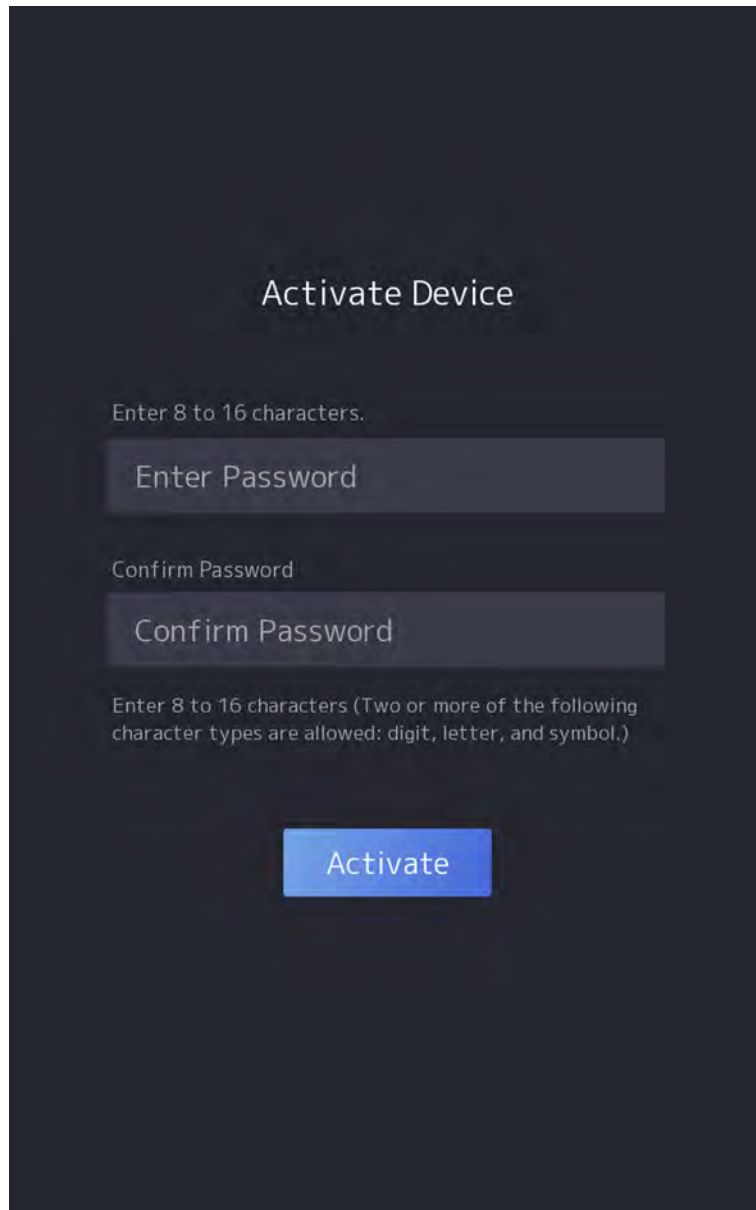 Activate Device
Enter 8 to 16 characters.
Enter Password
Confirm Password
Confirm Password
Enter 8 to 16 characters (Two or more of the following
character types are allowed: digit, letter, and symbol.)
Activate